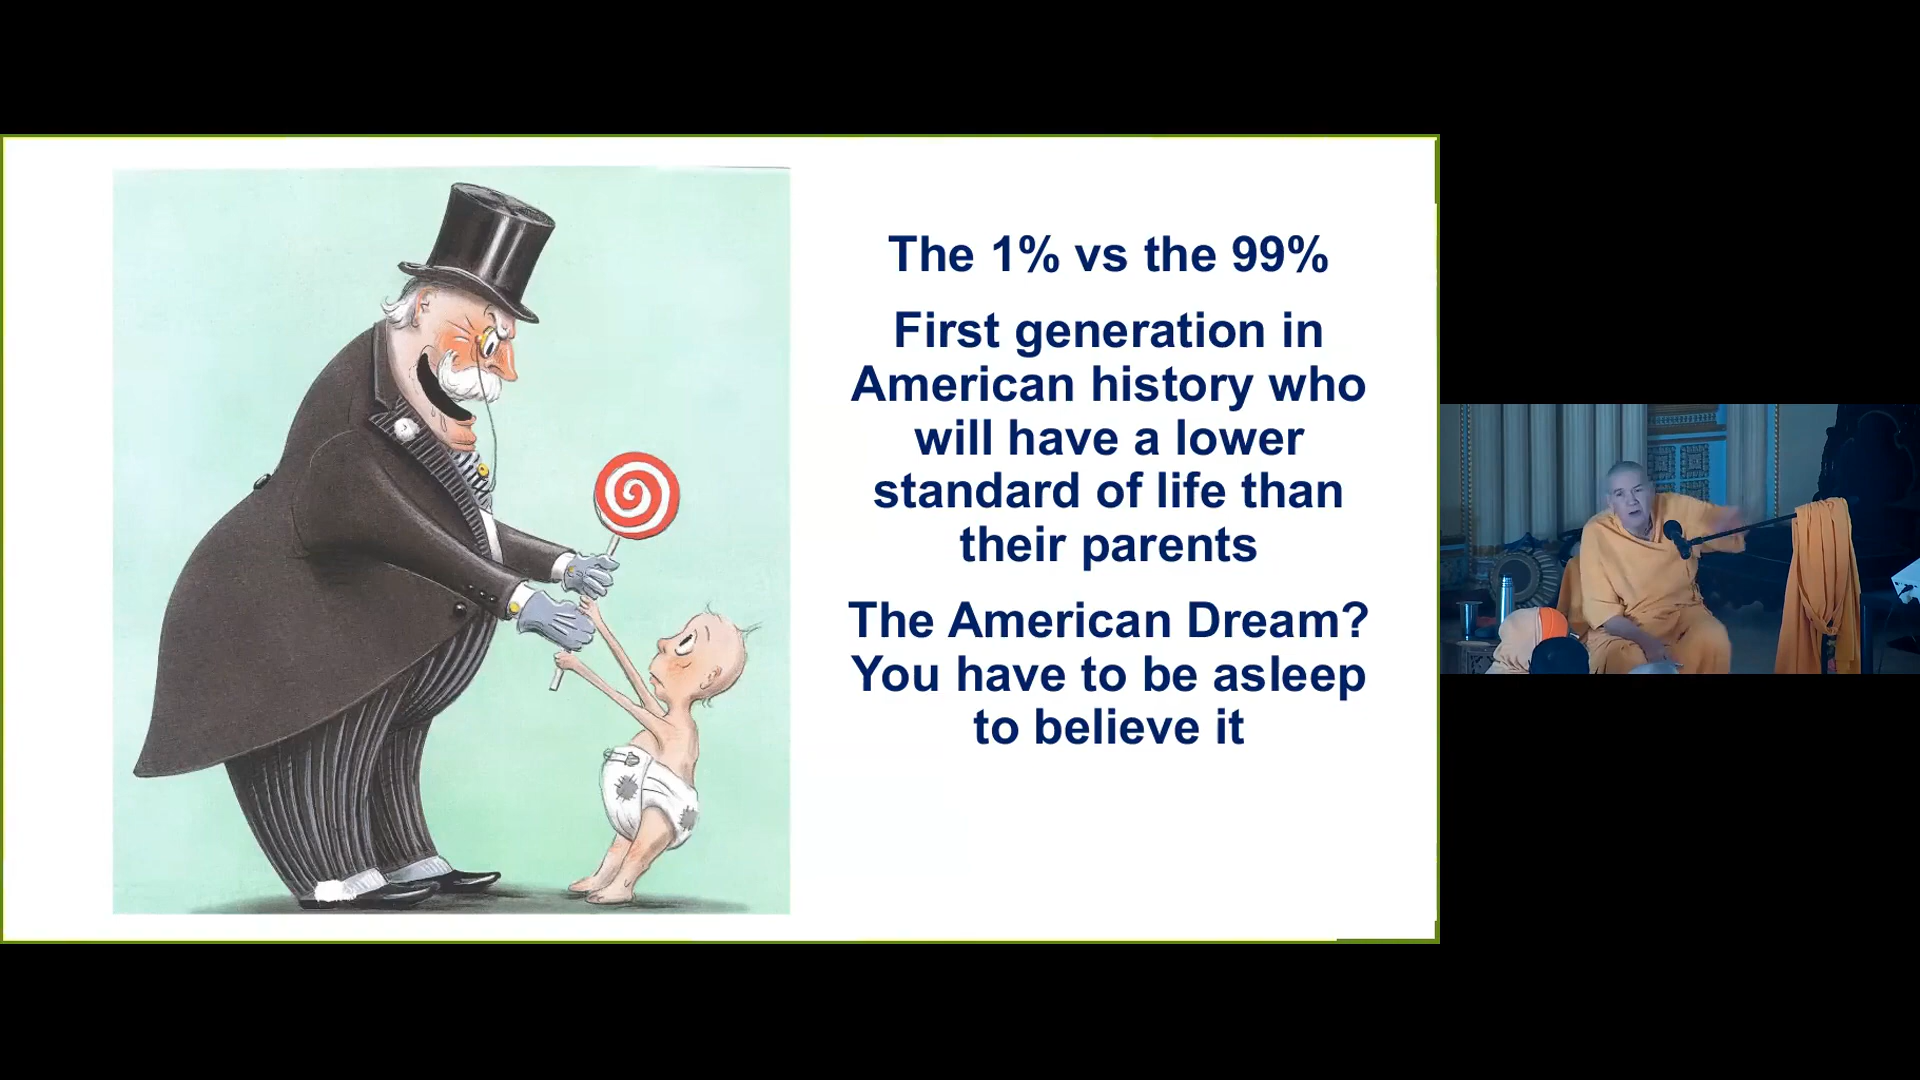 The 1% vs the 99%
First generation in
American history who
will have a lower
standard of life than
their parents
The American Dream?
You have to be asleep
to believe it